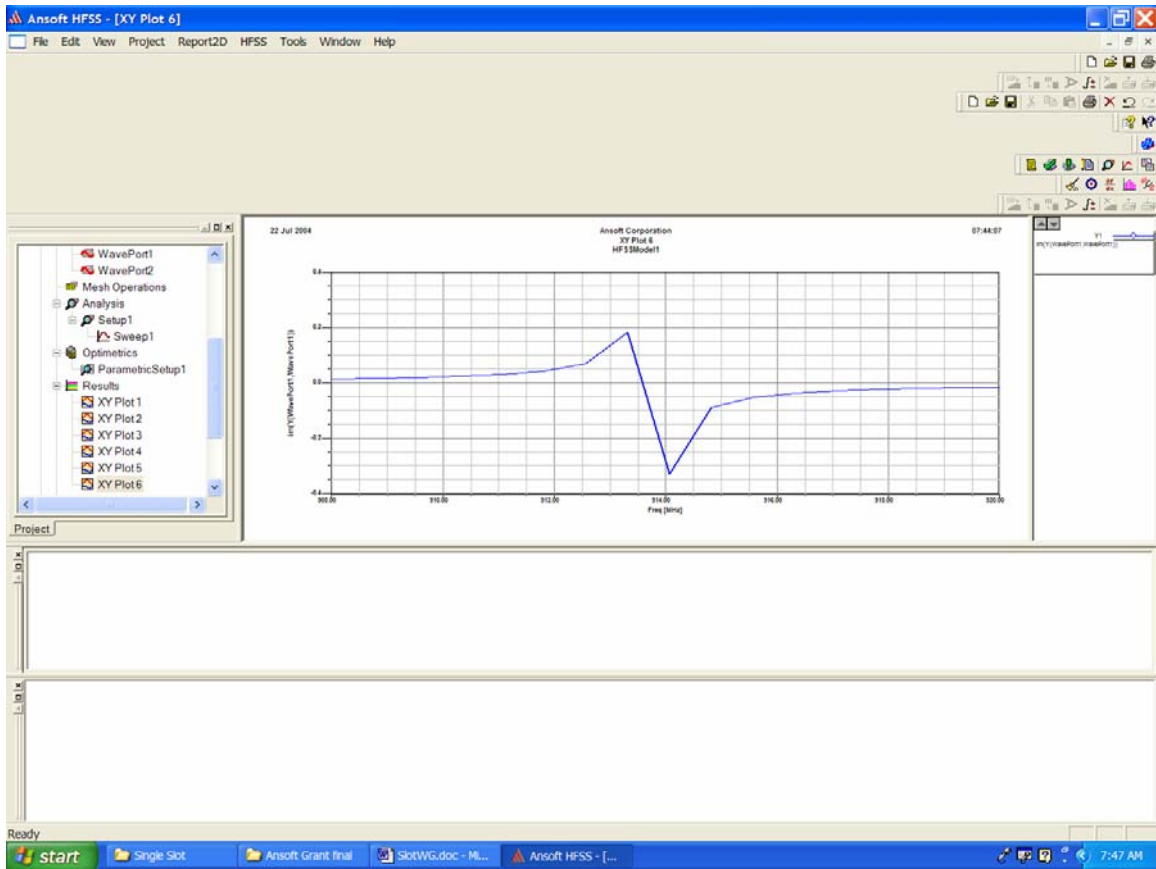 Ansoft HFSS - [XY Plot 6]
File Edit View Project Report2D HFSS Tools Window Help
WavePort1
WavePort2
Mesh Operations
Analysis
Setup1
Sweep1
Optimetrics
ParametricSetup1
Results
XY Plot 1
XY Plot 2
XY Plot 3
XY Plot 4
XY Plot 5
XY Plot 6
Project
22 Jul 2004
Ansoft Corporation
XY Plot 6
HFSSModel1
07:44:07
Y1
im(Y(WavePort1,WavePort1))
im(Y(WavePort1,WavePort1))
0.4
0.2
0.0
-0.2
-0.4
908.00
910.00
912.00
914.00
916.00
918.00
920.00
Freq [MHz]
Ready
start
Single Slot
Ansoft Grant final
SlotWG.doc - Mi...
Ansoft HFSS - [...
7:47 AM